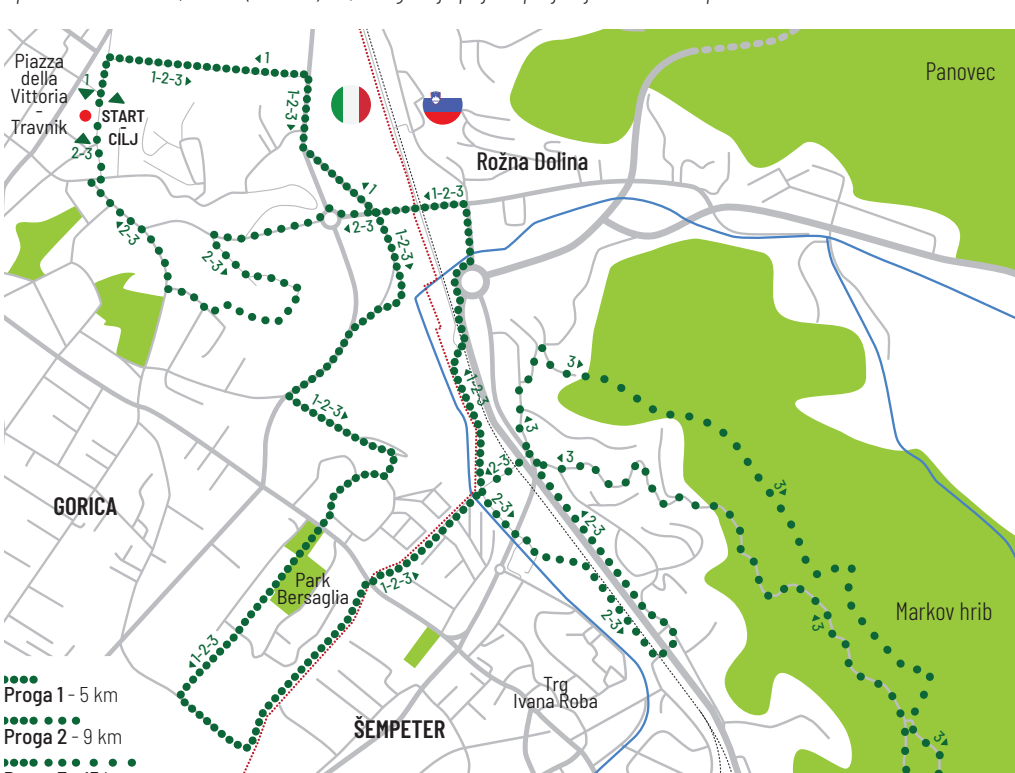 Piazza
della
Vittoria
-
Travnik
START
-
CILJ
1
2-3
1-2-3
1
1-2-3
1
1-2-3
2-3
1-2-3
2-3
2-3
Panovec
Rožna Dolina
1-2-3
1-2-3
3
3
3
2-3
2-3
2-3
2-3
3
3
3
GORICA
Park
Bersaglia
1-2-3
1-2-3
Markov hrib
Trg
Ivana Roba
ŠEMPETER
Proga 1 - 5 km
Proga 2 - 9 km